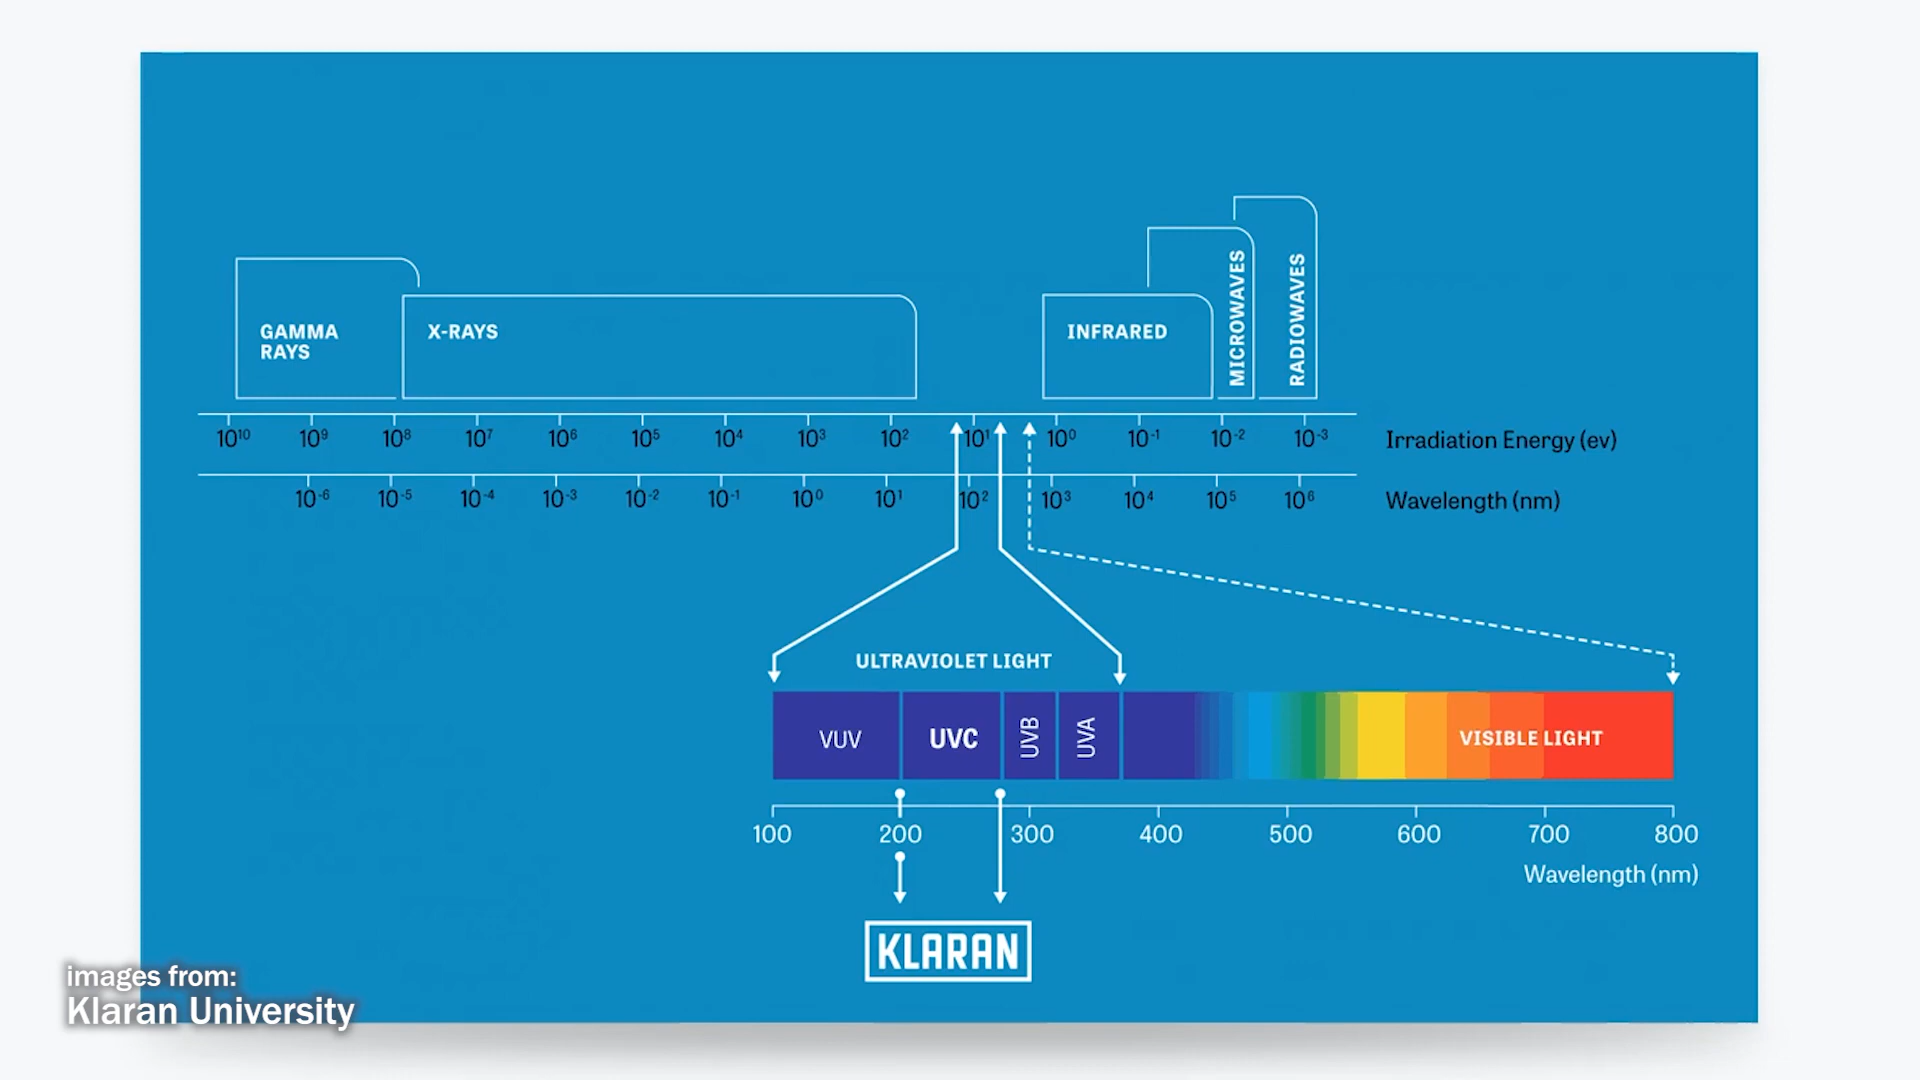 GAMMA
RAYS
X-RAYS
INFRARED
MICROWAVES
RADIOWAVES
10¹⁰ 10⁹ 10⁸ 10⁷ 10⁶ 10⁵ 10⁴ 10³ 10² 10¹ 10⁰ 10⁻¹ 10⁻² 10⁻³ Irradiation Energy (ev)
10⁻⁶ 10⁻⁵ 10⁻⁴ 10⁻³ 10⁻² 10⁻¹ 10⁰ 10¹ 10² 10³ 10⁴ 10⁵ 10⁶ Wavelength (nm)
ULTRAVIOLET LIGHT
VUV UVC UVB UVA VISIBLE LIGHT
100 200 300 400 500 600 700 800
Wavelength (nm)
KLARAN
images from:
Klaran University